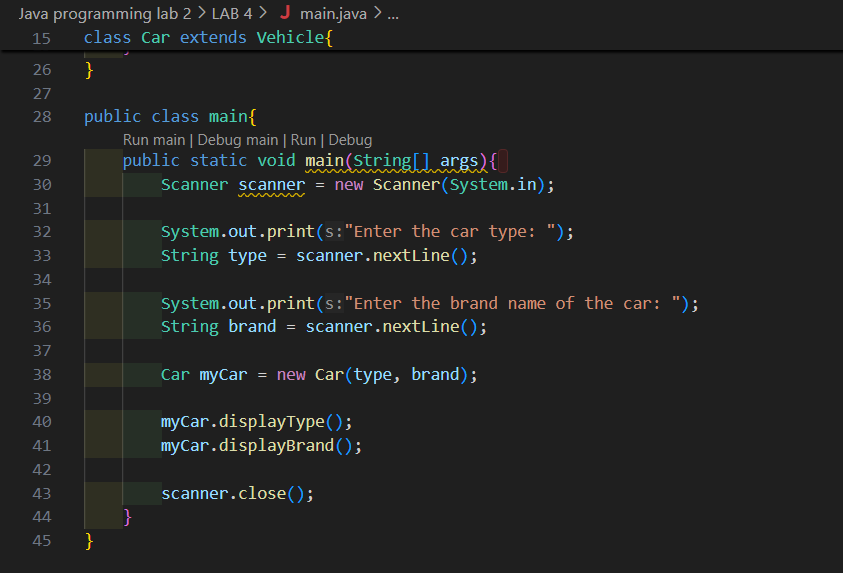 Java programming lab 2 > LAB 4 > J main.java > ...
15 class Car extends Vehicle{
26 }
27
28 public class main{
Run main | Debug main | Run | Debug
29 public static void main(String[] args){
30 Scanner scanner = new Scanner(System.in);
31
32 System.out.print(s:"Enter the car type: ");
33 String type = scanner.nextLine();
34
35 System.out.print(s:"Enter the brand name of the car: ");
36 String brand = scanner.nextLine();
37
38 Car myCar = new Car(type, brand);
39
40 myCar.displayType();
41 myCar.displayBrand();
42
43 scanner.close();
44 }
45 }